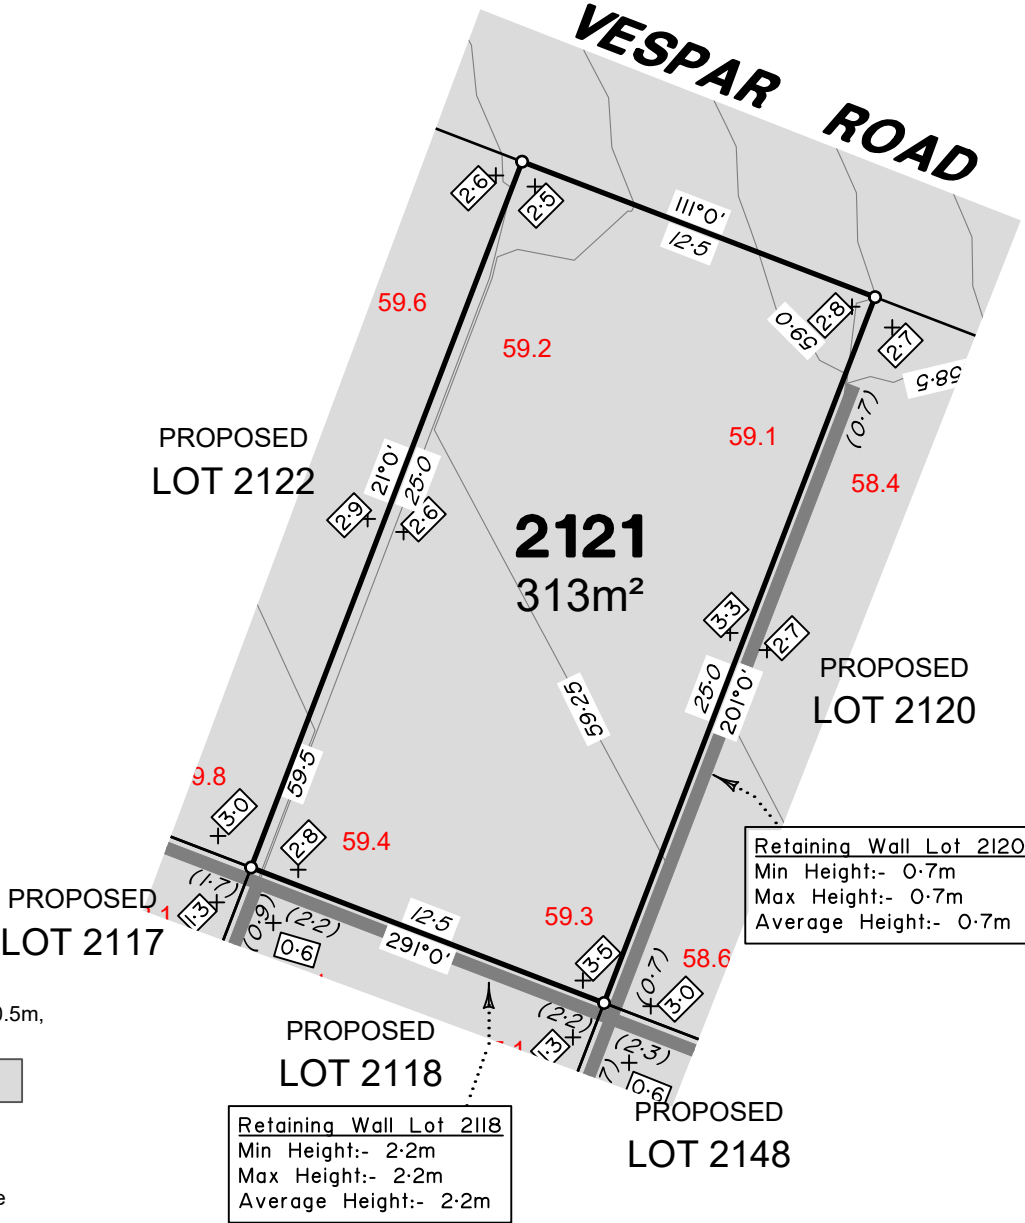 VESPAR ROAD
2·6
2·5
111°0'
12·5
59.6
59.2
2·8
59·0
2·7
58·5
59.1
(0·7)
58.4
PROPOSED
LOT 2122
21°0'
25·0
2·9
2·6
2121
313m²
3·3
2·7
PROPOSED
LOT 2120
25·0
201°0'
59·25
59·5
9.8
3·0
2·8
59.4
Retaining Wall Lot 2120
Min Height:- 0·7m
Max Height:- 0·7m
Average Height:- 0·7m
PROPOSED
LOT 2117
(1·7)
1·3
.1
(0·9)
(2·2)
0·6
12·5
291°0'
59.3
3·5
58.6
(0·7)
3·0
0.5m,
PROPOSED
LOT 2118
(2·2)
1·3
.1
(2·3)
7)
0·6
PROPOSED
LOT 2148
Retaining Wall Lot 2118
Min Height:- 2·2m
Max Height:- 2·2m
Average Height:- 2·2m
e